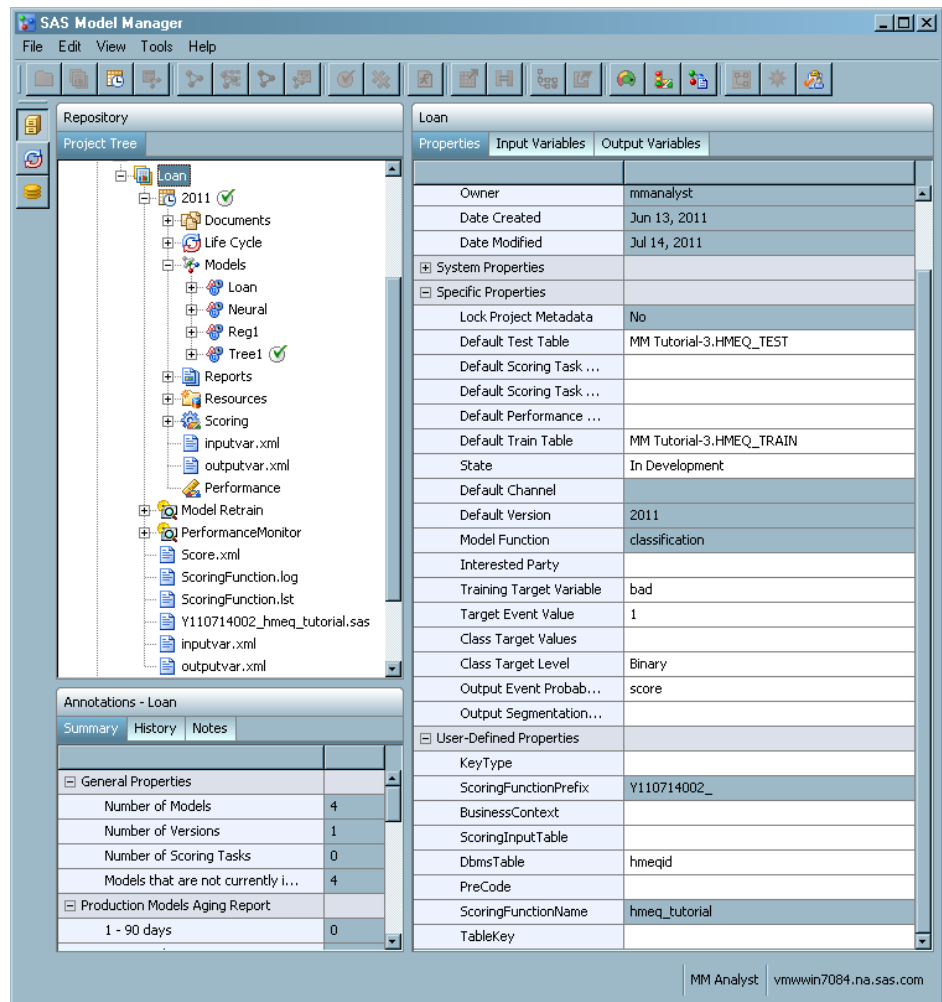 SAS Model Manager
File Edit View Tools Help
Repository
Project Tree
Loan
2011
Documents
Life Cycle
Models
Loan
Neural
Reg1
Tree1
Reports
Resources
Scoring
inputvar.xml
outputvar.xml
Performance
Model Retrain
PerformanceMonitor
Score.xml
ScoringFunction.log
ScoringFunction.lst
Y110714002_hmeq_tutorial.sas
inputvar.xml
outputvar.xml
Annotations - Loan
Summary History Notes
General Properties
Number of Models 4
Number of Versions 1
Number of Scoring Tasks 0
Models that are not currently i... 4
Production Models Aging Report
1 - 90 days 0
Loan
Properties Input Variables Output Variables
Owner mmanalyst
Date Created Jun 13, 2011
Date Modified Jul 14, 2011
System Properties
Specific Properties
Lock Project Metadata No
Default Test Table MM Tutorial-3.HMEQ_TEST
Default Scoring Task ...
Default Scoring Task ...
Default Performance ...
Default Train Table MM Tutorial-3.HMEQ_TRAIN
State In Development
Default Channel
Default Version 2011
Model Function classification
Interested Party
Training Target Variable bad
Target Event Value 1
Class Target Values
Class Target Level Binary
Output Event Probab... score
Output Segmentation...
User-Defined Properties
KeyType
ScoringFunctionPrefix Y110714002_
BusinessContext
ScoringInputTable
DbmsTable hmeqid
PreCode
ScoringFunctionName hmeq_tutorial
TableKey
MM Analyst vmwwin7084.na.sas.com